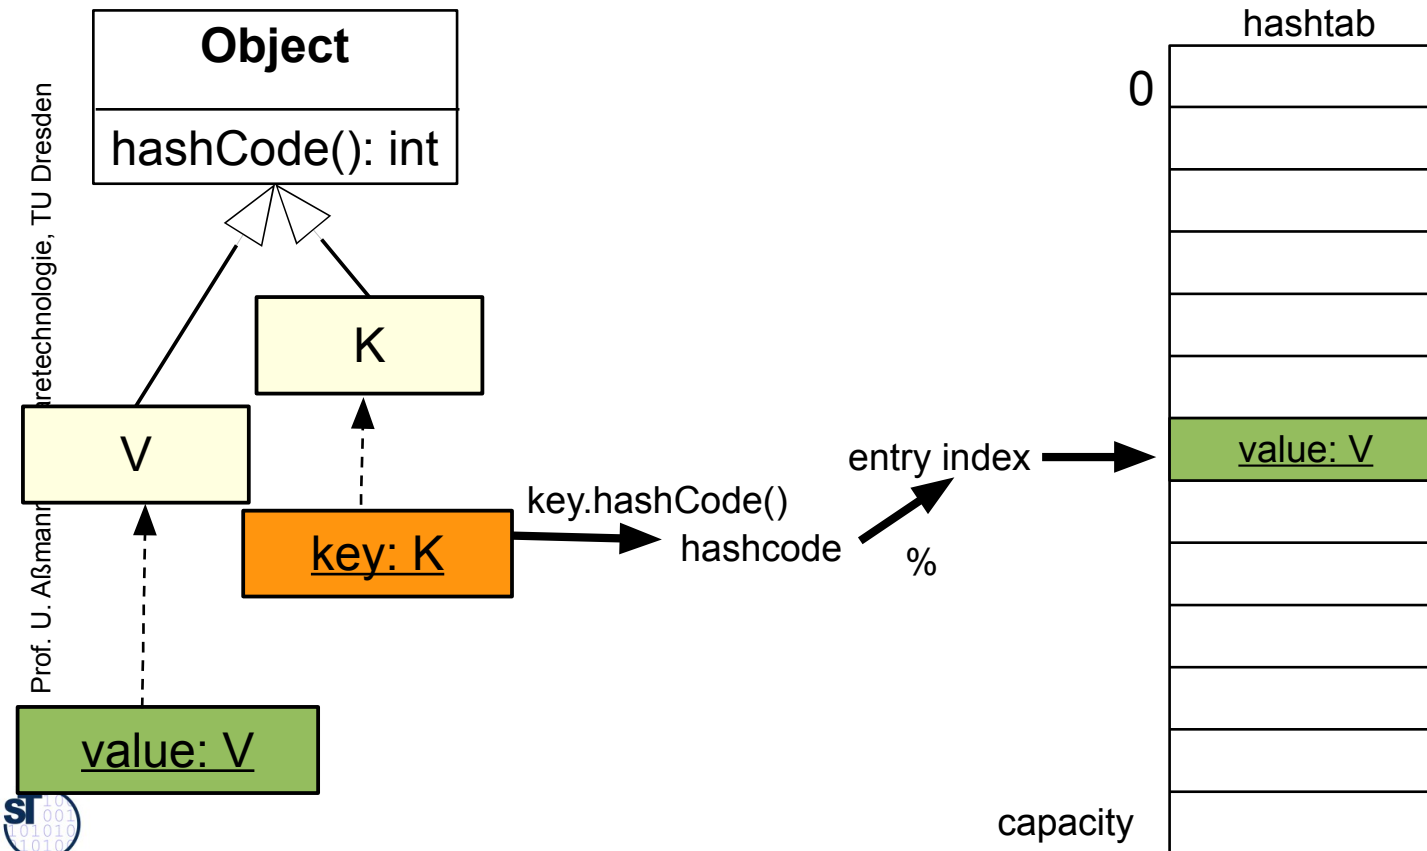 Object
hashCode(): int
K
V
key: K
value: V
key.hashCode()
hashcode
%
entry index
hashtab
0
value: V
capacity
Prof. U. Aßmann
aretechnologie, TU Dresden
ST